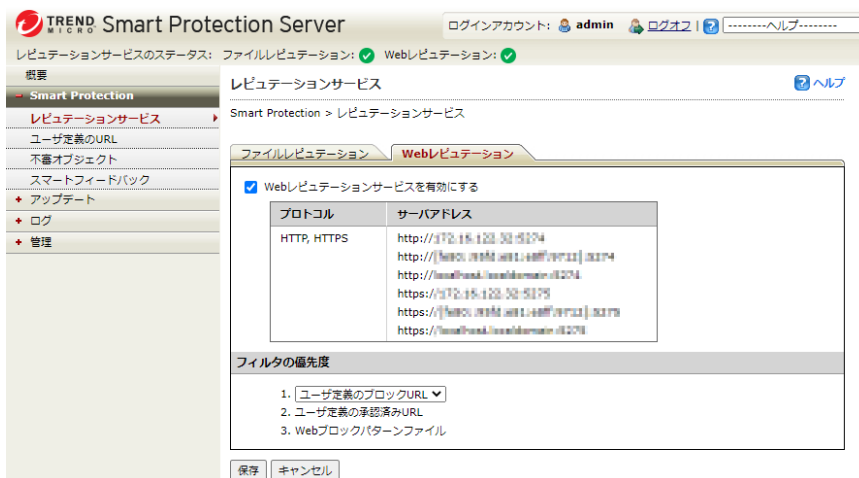 TREND MICRO Smart Protection Server ログインアカウント: admin ログオフ | --------ヘルプ--------
レピュテーションサービスのステータス: ファイルレピュテーション: Webレピュテーション:
概要
Smart Protection
レピュテーションサービス
ユーザ定義のURL
不審オブジェクト
スマートフィードバック
アップデート
ログ
管理
レピュテーションサービス ヘルプ
Smart Protection > レピュテーションサービス
ファイルレピュテーション Webレピュテーション
Webレピュテーションサービスを有効にする
プロトコル サーバアドレス
HTTP, HTTPS http://
http://
http://
https://
https://
https://
フィルタの優先度
1. ユーザ定義のブロックURL
2. ユーザ定義の承認済みURL
3. Webブロックパターンファイル
保存 キャンセル